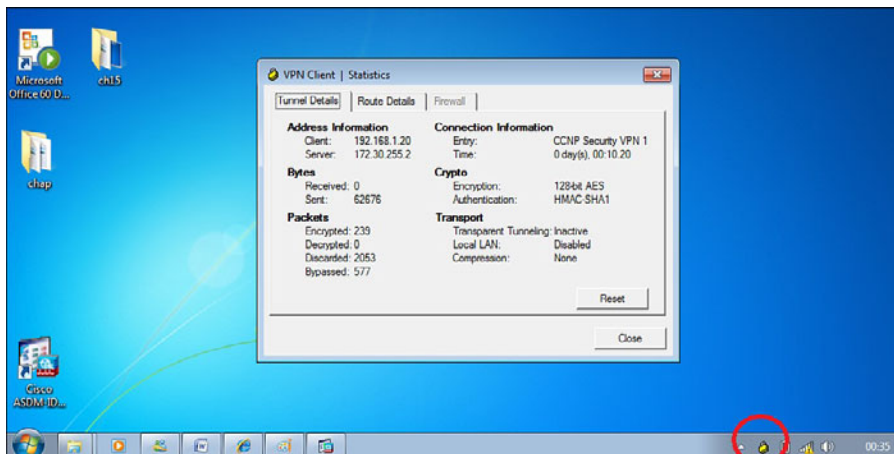 Microsoft
Office 60 D...
ch15
chap
Cisco
ASDM-ID...
VPN Client | Statistics
Tunnel Details Route Details Firewall
Address Information Connection Information
Client: 192.168.1.20 Entry: CCNP Security VPN 1
Server: 172.30.255.2 Time: 0 day(s), 00:10.20
Bytes Crypto
Received: 0 Encryption: 128-bit AES
Sent: 62676 Authentication: HMAC-SHA1
Packets Transport
Encrypted: 239 Transparent Tunneling: Inactive
Decrypted: 0 Local LAN: Disabled
Discarded: 2053 Compression: None
Bypassed: 577
Reset
Close
00:35